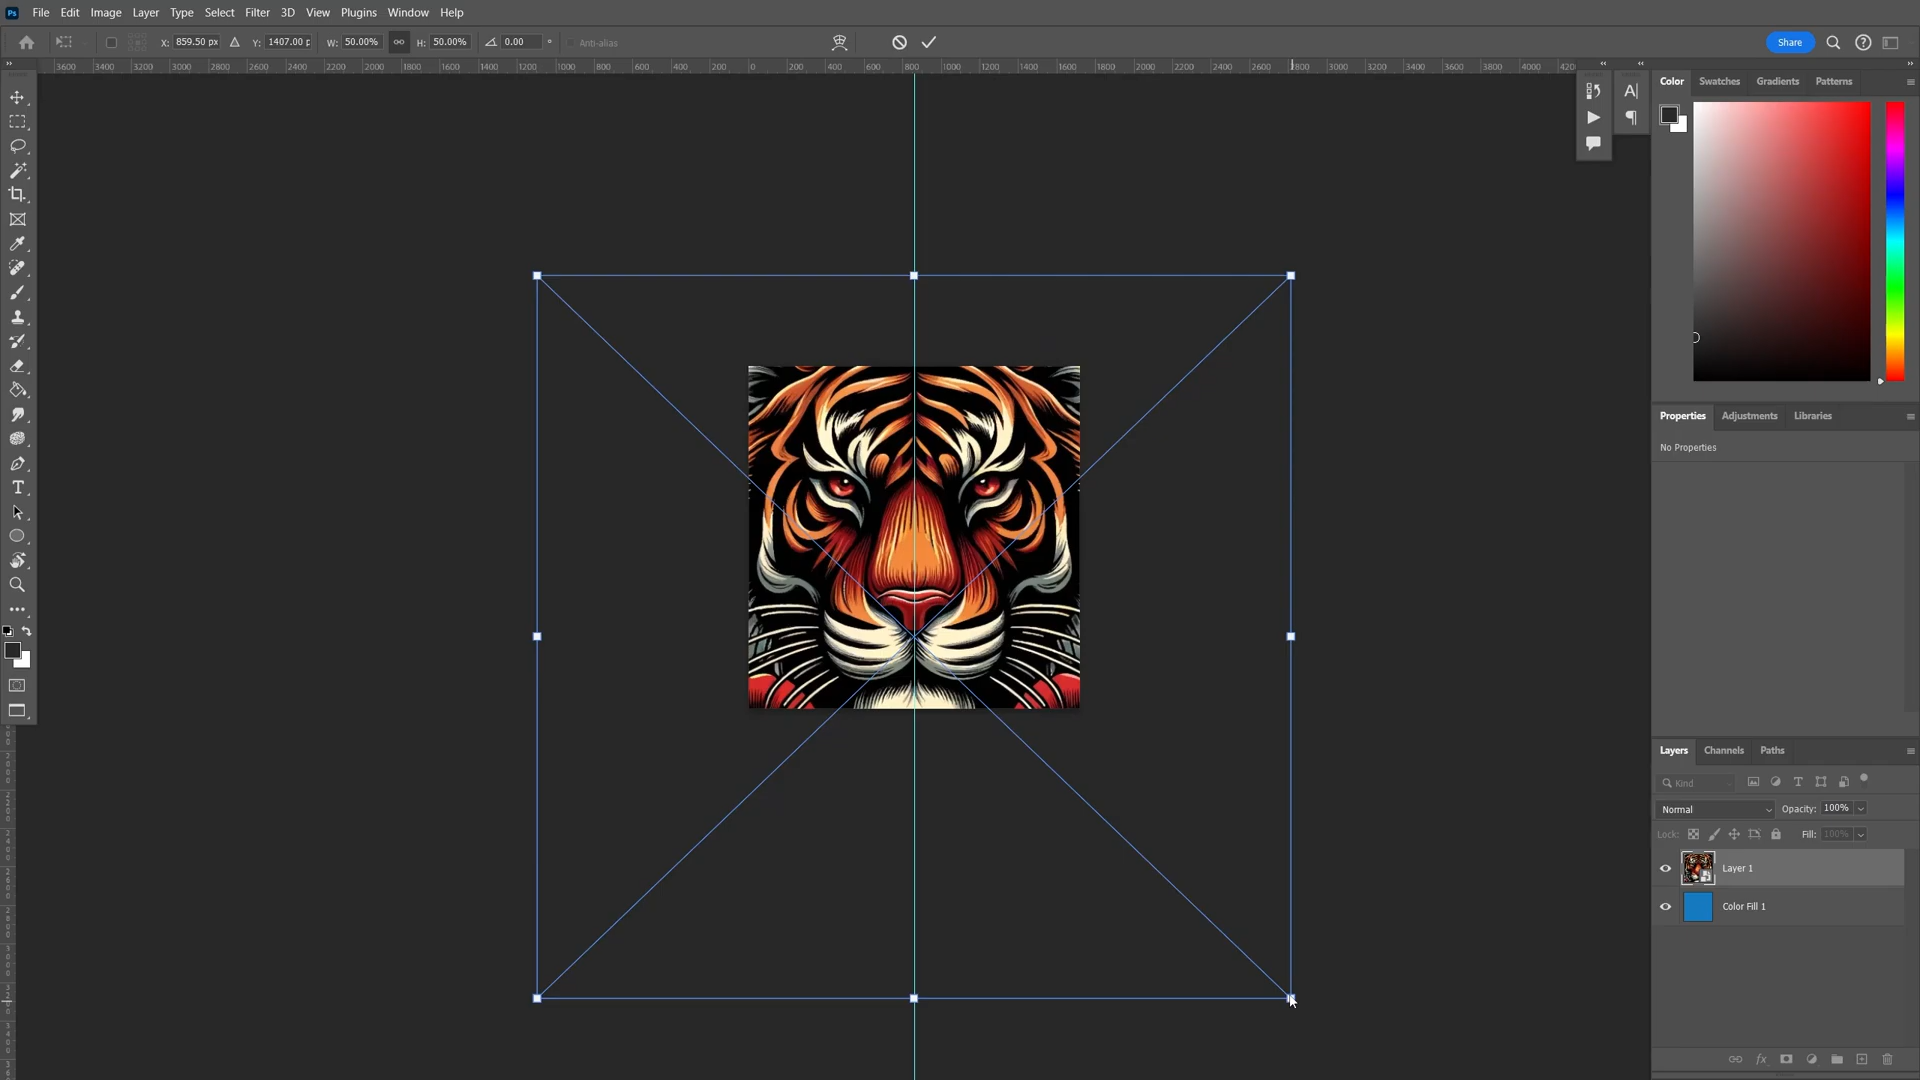 Ps File Edit Image Layer Type Select Filter 3D View Plugins Window Help
X: 859.50 px Y: 1407.00 p W: 50.00% H: 50.00% 0.00 ° Anti-alias Share
3600 3400 3200 3000 2800 2600 2400 2200 2000 1800 1600 1400 1200 1000 800 600 400 200 0 200 400 600 800 1000 1200 1400 1600 1800 2000 2200 2400 2600 2800 3000 3200 3400 3600 3800 4000 420
Color Swatches Gradients Patterns
Properties Adjustments Libraries
No Properties
Layers Channels Paths
Kind
Normal Opacity: 100%
Lock: Fill: 100%
Layer 1
Color Fill 1
fx